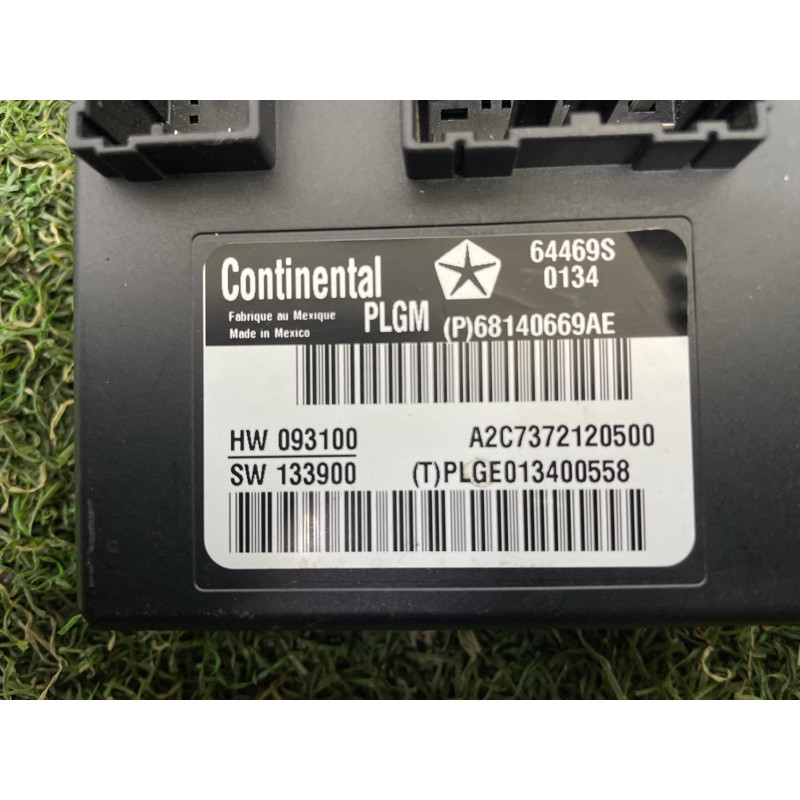 Continental
64469S
0134
Fabrique au Mexique
Made in Mexico
PLGM
(P)68140669AE
HW 093100
A2C7372120500
SW 133900
(T)PLGE013400558